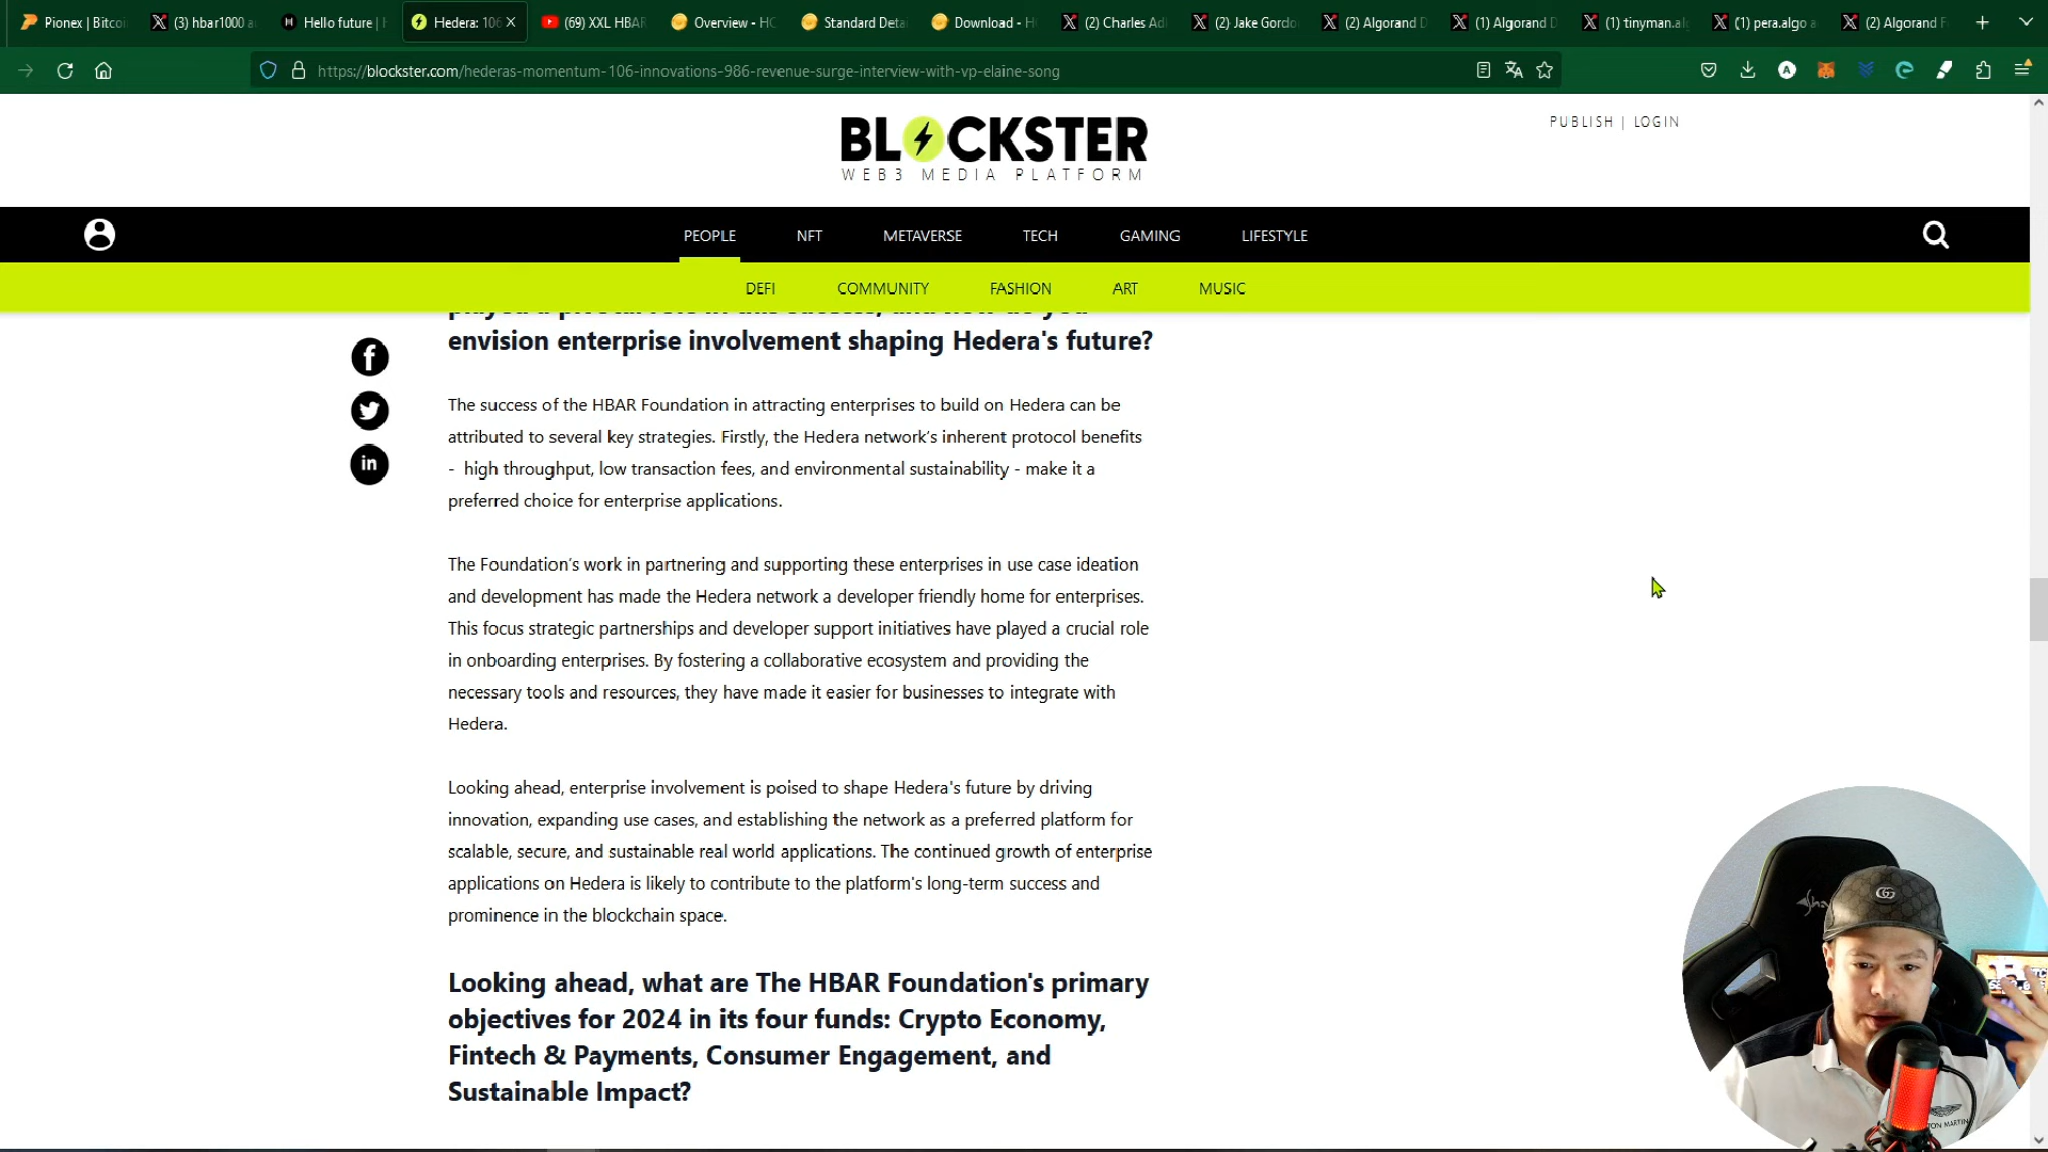 Pionex | Bitcoi
(3) hbar1000 au
Hello future | H
Hedera: 106
(69) XXL HBAR
Overview - HC
Standard Deta
Download - H
(2) Charles Ad
(2) Jake Gordo
(2) Algorand D
(1) Algorand D
(1) tinyman.al
(1) pera.algo a
(2) Algorand F
https://blockster.com/hederas-momentum-106-innovations-986-revenue-surge-interview-with-vp-elaine-song
BLOCKSTER
WEB3 MEDIA PLATFORM
PUBLISH | LOGIN
PEOPLE NFT METAVERSE TECH GAMING LIFESTYLE
DEFI COMMUNITY FASHION ART MUSIC
played a pivotal role in this success, and how do you
envision enterprise involvement shaping Hedera's future?
The success of the HBAR Foundation in attracting enterprises to build on Hedera can be
attributed to several key strategies. Firstly, the Hedera network's inherent protocol benefits
- high throughput, low transaction fees, and environmental sustainability - make it a
preferred choice for enterprise applications.
The Foundation's work in partnering and supporting these enterprises in use case ideation
and development has made the Hedera network a developer friendly home for enterprises.
This focus strategic partnerships and developer support initiatives have played a crucial role
in onboarding enterprises. By fostering a collaborative ecosystem and providing the
necessary tools and resources, they have made it easier for businesses to integrate with
Hedera.
Looking ahead, enterprise involvement is poised to shape Hedera's future by driving
innovation, expanding use cases, and establishing the network as a preferred platform for
scalable, secure, and sustainable real world applications. The continued growth of enterprise
applications on Hedera is likely to contribute to the platform's long-term success and
prominence in the blockchain space.
Looking ahead, what are The HBAR Foundation's primary
objectives for 2024 in its four funds: Crypto Economy,
Fintech & Payments, Consumer Engagement, and
Sustainable Impact?